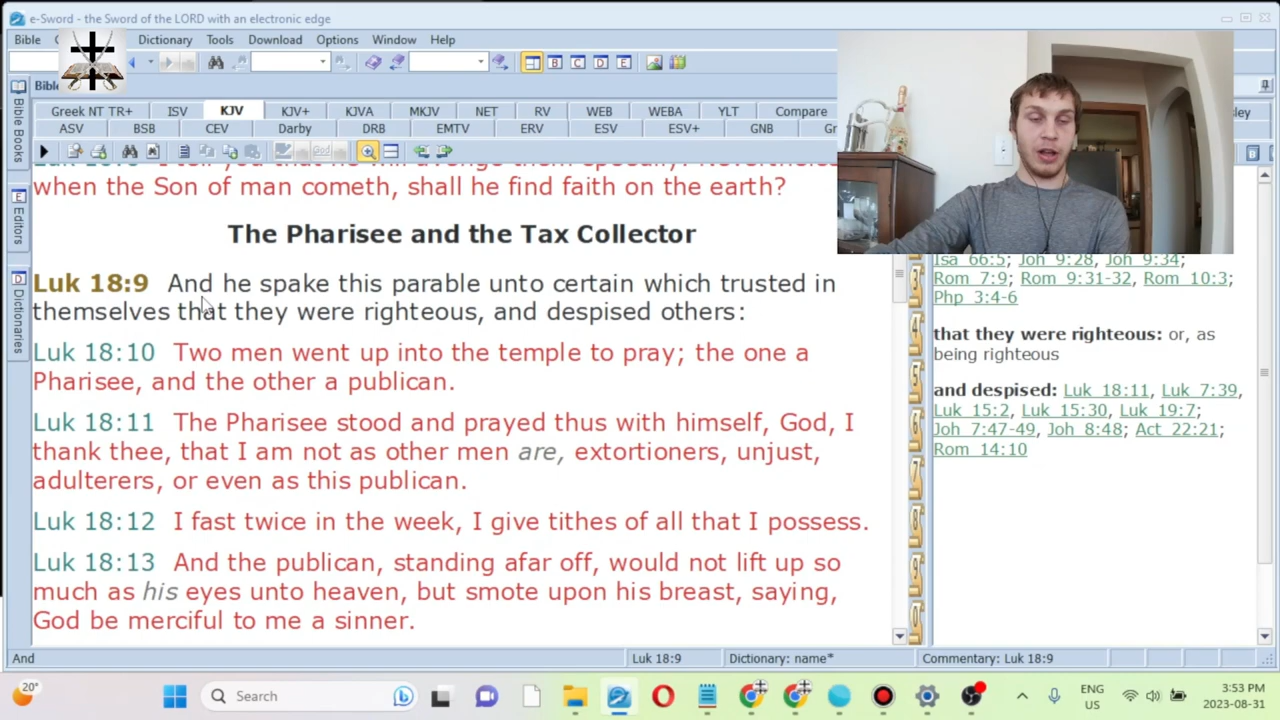 e-Sword - the Sword of the LORD with an electronic edge
Bible Dictionary Tools Download Options Window Help
Greek NT TR+ ISV KJV KJV+ KJVA MKJV NET RV WEB WEBA YLT Compare
ASV BSB CEV Darby DRB EMTV ERV ESV ESV+ GNB
Bible Books
Editors
Dictionaries
when the Son of man cometh, shall he find faith on the earth?
The Pharisee and the Tax Collector
Luk 18:9 And he spake this parable unto certain which trusted in
themselves that they were righteous, and despised others:
Luk 18:10 Two men went up into the temple to pray; the one a
Pharisee, and the other a publican.
Luk 18:11 The Pharisee stood and prayed thus with himself, God, I
thank thee, that I am not as other men are, extortioners, unjust,
adulterers, or even as this publican.
Luk 18:12 I fast twice in the week, I give tithes of all that I possess.
Luk 18:13 And the publican, standing afar off, would not lift up so
much as his eyes unto heaven, but smote upon his breast, saying,
God be merciful to me a sinner.
Isa 66:5; Joh 9:28, Joh 9:34;
Rom 7:9; Rom 9:31-32, Rom 10:3;
Php 3:4-6
that they were righteous: or, as
being righteous
and despised: Luk 18:11, Luk 7:39,
Luk 15:2, Luk 15:30, Luk 19:7;
Joh 7:47-49, Joh 8:48; Act 22:21;
Rom 14:10
And Luk 18:9 Dictionary: name* Commentary: Luk 18:9
20° Search ENG
US
3:53 PM
2023-08-31